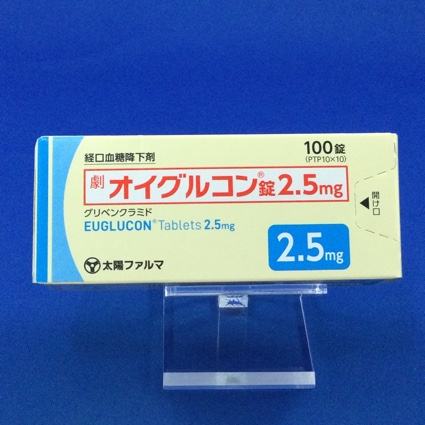 経口血糖降下剤
100錠
(PTP10×10)
劇 オイグルコン®錠2.5mg
グリベンクラミド
EUGLUCON® Tablets 2.5mg
開け口
2.5mg
太陽ファルマ